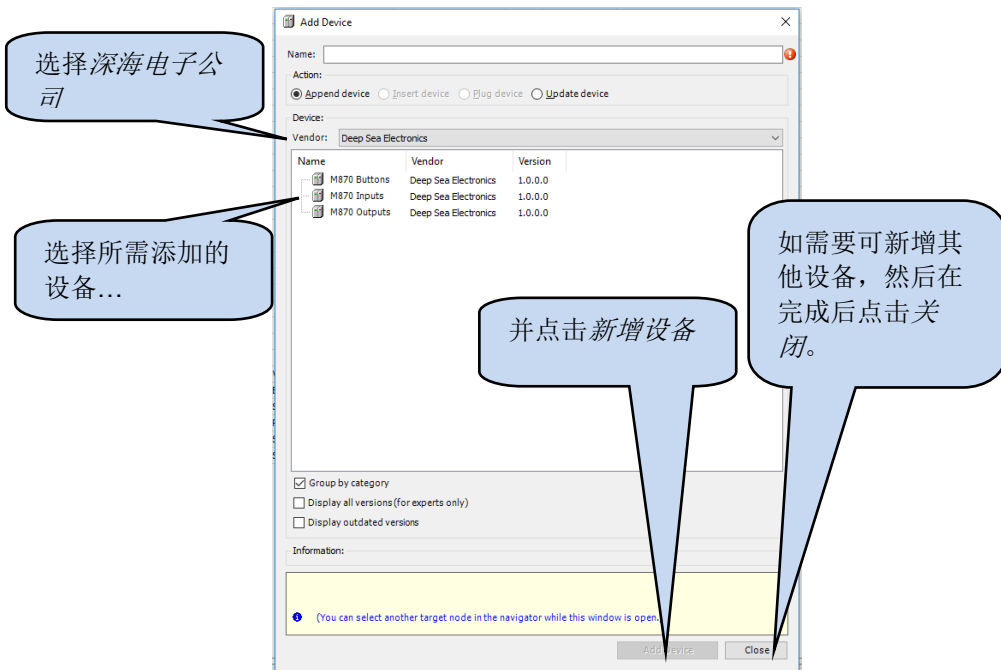 Add Device
选择深海电子公
司
Name:
Action:
Append device
Insert device
Plug device
Update device
Device:
Vendor: Deep Sea Electronics
Name Vendor Version
M870 Buttons Deep Sea Electronics 1.0.0.0
M870 Inputs Deep Sea Electronics 1.0.0.0
M870 Outputs Deep Sea Electronics 1.0.0.0
选择所需添加的
设备...
并点击新增设备
如需要可新增其
他设备，然后在
完成后点击关
闭。
Group by category
Display all versions (for experts only)
Display outdated versions
Information:
(You can select another target node in the navigator while this window is open.
Add Device
Close